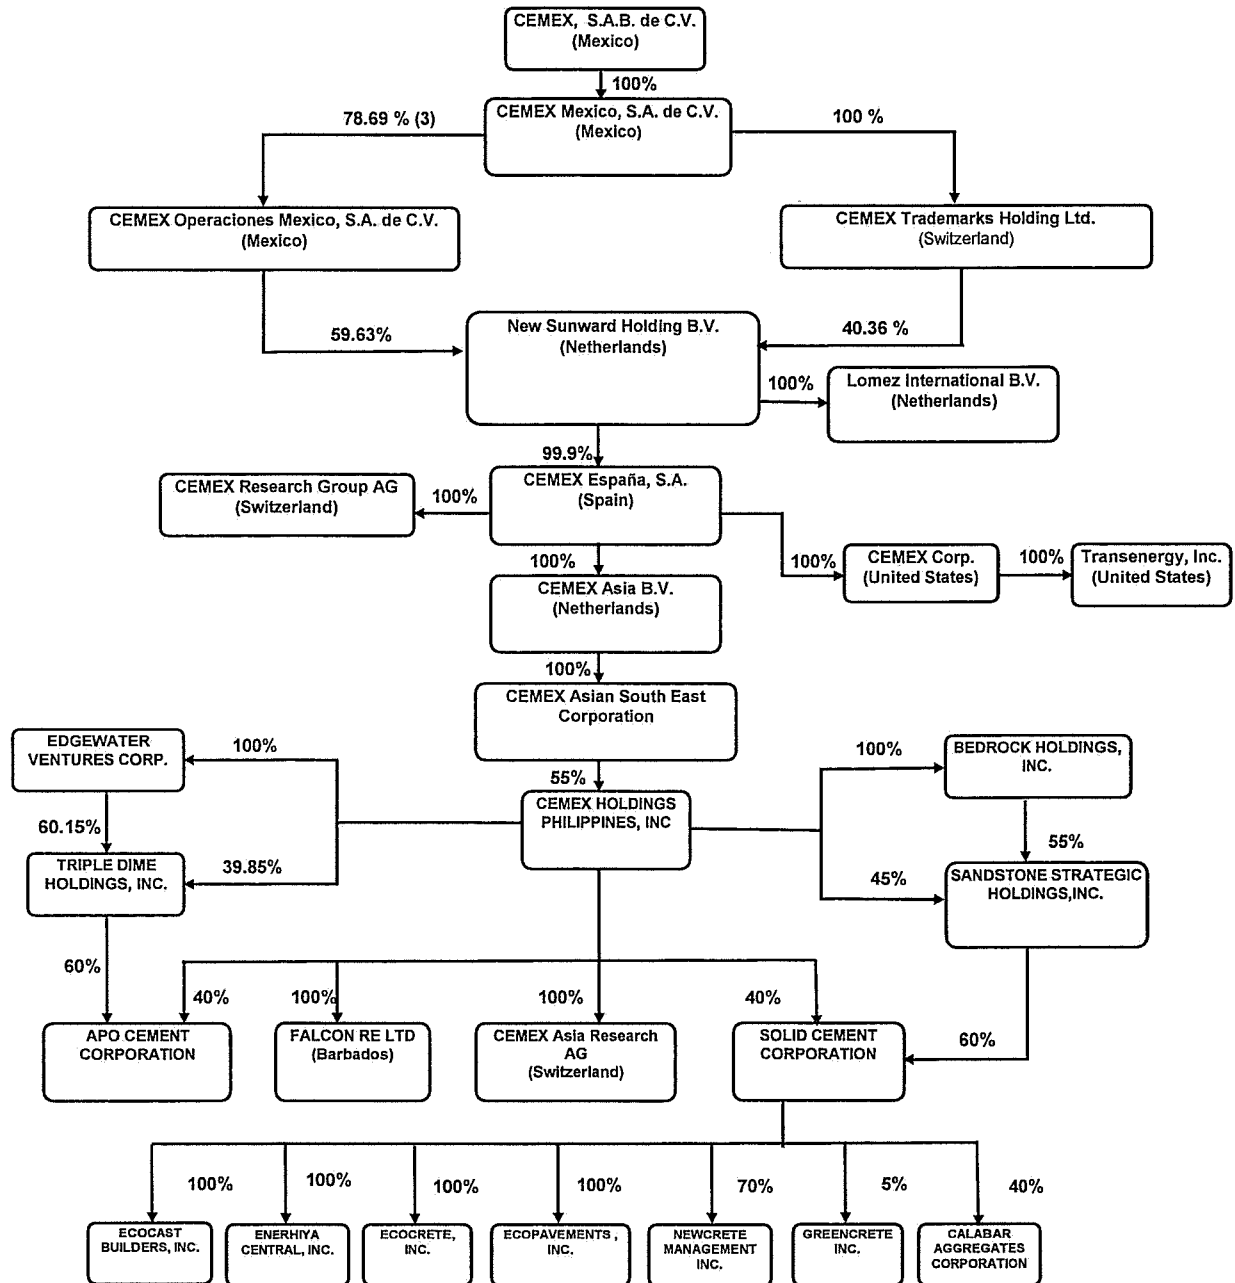 CEMEX, S.A.B. de C.V.
(Mexico)
100%
78.69 % (3)
CEMEX Mexico, S.A. de C.V.
(Mexico)
100 %
CEMEX Operaciones Mexico, S.A. de C.V.
(Mexico)
CEMEX Trademarks Holding Ltd.
(Switzerland)
59.63%
New Sunward Holding B.V.
(Netherlands)
40.36 %
100%
Lomez International B.V.
(Netherlands)
99.9%
CEMEX Research Group AG
(Switzerland)
100%
CEMEX España, S.A.
(Spain)
100%
100%
CEMEX Corp.
(United States)
100%
Transenergy, Inc.
(United States)
CEMEX Asia B.V.
(Netherlands)
100%
CEMEX Asian South East
Corporation
EDGEWATER
VENTURES CORP.
100%
100%
BEDROCK HOLDINGS,
INC.
55%
CEMEX HOLDINGS
PHILIPPINES, INC
60.15%
55%
TRIPLE DIME
HOLDINGS, INC.
39.85%
45%
SANDSTONE STRATEGIC
HOLDINGS,INC.
60%
40%
100%
100%
40%
APO CEMENT
CORPORATION
FALCON RE LTD
(Barbados)
CEMEX Asia Research
AG
(Switzerland)
SOLID CEMENT
CORPORATION
60%
100%
100%
100%
100%
70%
5%
40%
ECOCAST
BUILDERS, INC.
ENERHIYA
CENTRAL, INC.
ECOCRETE,
INC.
ECOPAVEMENTS ,
INC.
NEWCRETE
MANAGEMENT
INC.
GREENCRETE
INC.
CALABAR
AGGREGATES
CORPORATION